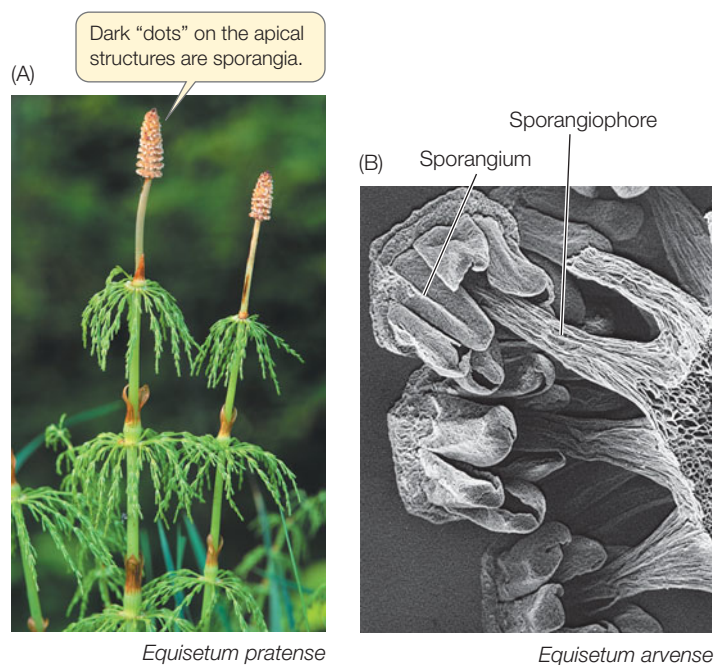 Dark “dots” on the apical
structures are sporangia.
(A)
Sporangiophore
(B)
Sporangium
Equisetum pratense
Equisetum arvense